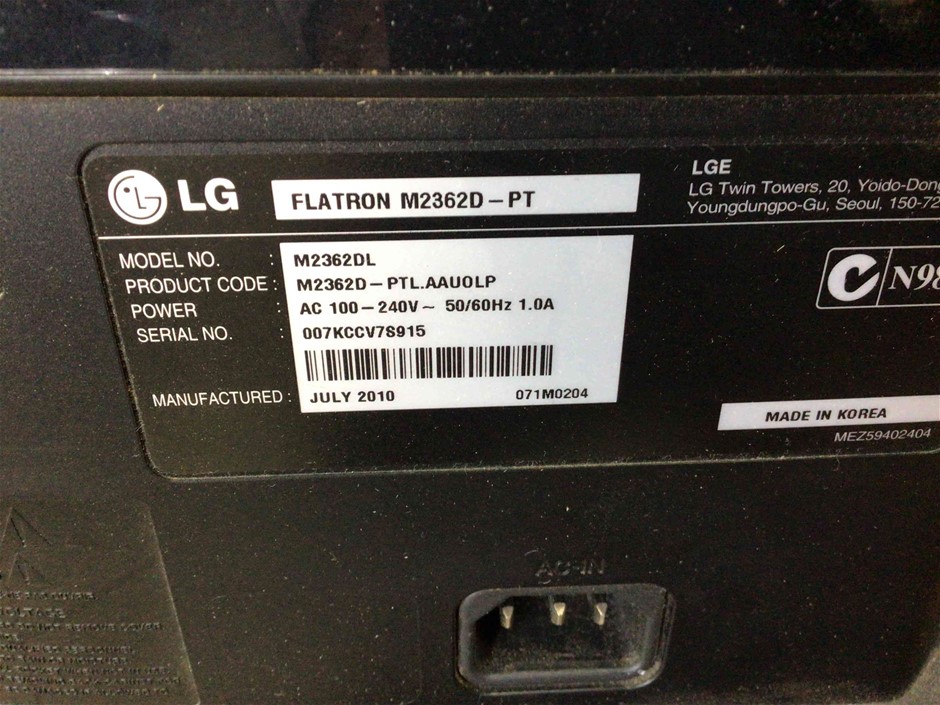 LG
FLATRON M2362D-PT
LGE
LG Twin Towers, 20, Yoido-Dong
Youngdungpo-Gu, Seoul, 150-72
MODEL NO. : M2362DL
PRODUCT CODE : M2362D-PTL.AAUOLP
POWER : AC 100-240V~ 50/60Hz 1.0A
SERIAL NO. : 007KCCV7S915
N98
MANUFACTURED : JULY 2010 071M0204
MADE IN KOREA
MEZ59402404
AC-IN